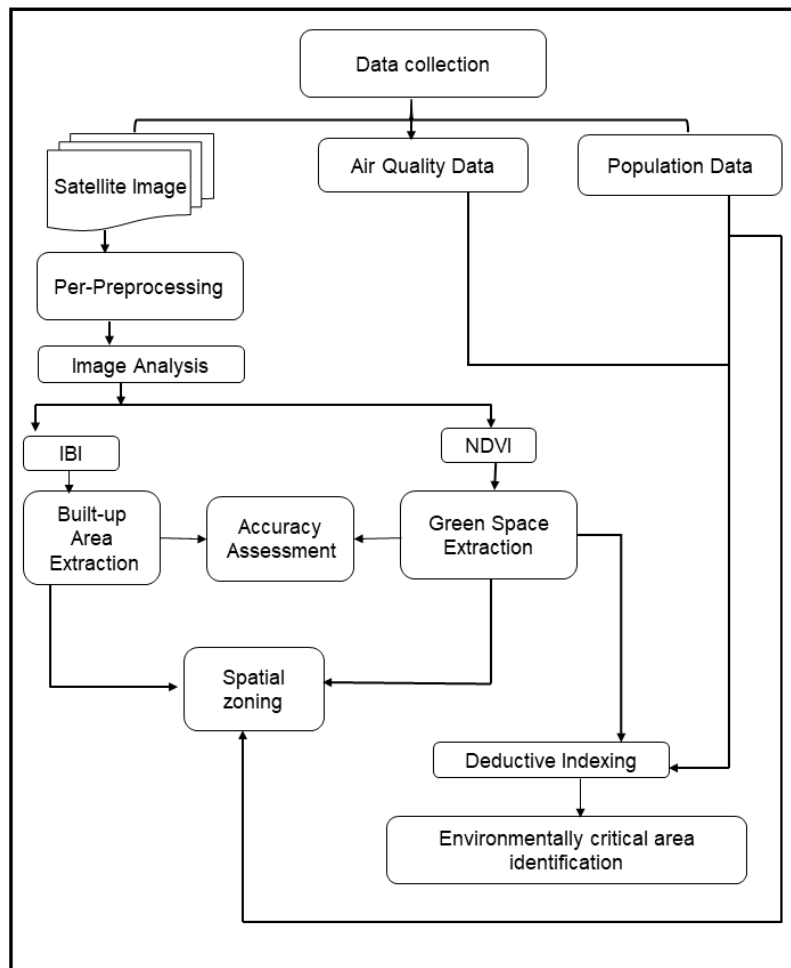 Data collection
Satellite Image
Air Quality Data
Population Data
Per-Preprocessing
Image Analysis
IBI
NDVI
Built-up
Area
Extraction
Accuracy
Assessment
Green Space
Extraction
Spatial
zoning
Deductive Indexing
Environmentally critical area
identification